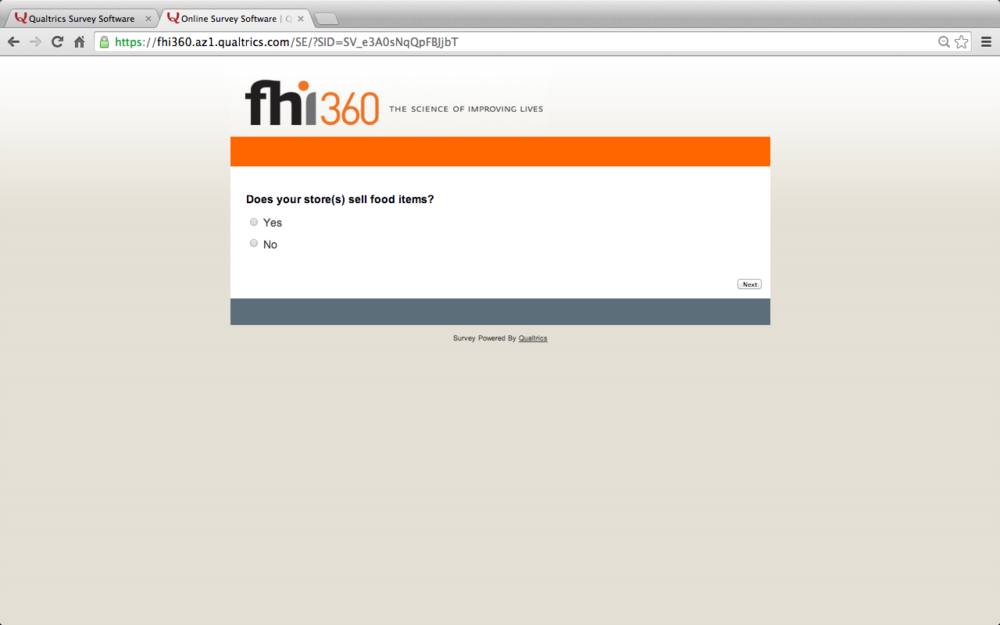 Qualtrics Survey Software
Online Survey Software | Q
https://fhi360.az1.qualtrics.com/SE/?SID=SV_e3A0sNqQpFBJjbT
fhi360 THE SCIENCE OF IMPROVING LIVES
Does your store(s) sell food items?
Yes
No
Next
Survey Powered By Qualtrics